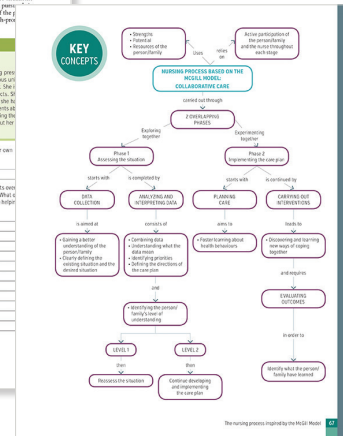 KEY
CONCEPTS
• Strengths
• Potential
• Resources of the
person/family
Uses
relies
on
Active participation of
the person/family
and the nurse throughout
each stage
NURSING PROCESS BASED ON THE
MCGILL MODEL:
COLLABORATIVE CARE
carried out through
2 OVERLAPPING
PHASES
Exploring
together
Experimenting
together
Phase 1
Assessing the situation
Phase 2
Implementing the care plan
starts with
is completed by
starts with
is continued by
DATA
COLLECTION
ANALYZING AND
INTERPRETING DATA
PLANNING
CARE
CARRYING OUT
INTERVENTIONS
is aimed at
consists of
aims to
leads to
• Gaining a better
understanding of the
person/family
• Clearly defining the
existing situation and the
desired situation
• Combining data
• Understanding what the
data mean
• Identifying priorities
• Defining the directions of
the care plan
• Foster learning about
health behaviours
• Discovering and learning
new ways of coping
together
and
and requires
• Identifying the person/
family's level of
understanding
EVALUATING
OUTCOMES
in order to
LEVEL 1
LEVEL 2
then
then
Reassess the situation
Continue developing
and implementing
the care plan
Identify what the person/
family have learned
The nursing process inspired by the McGill Model
67